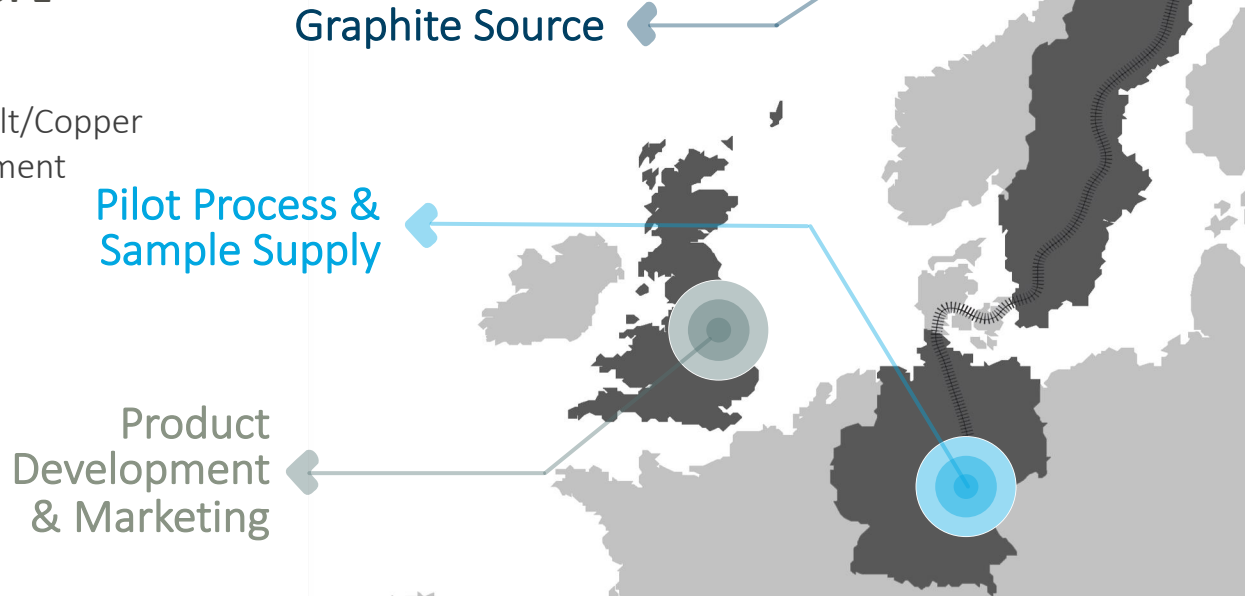 Graphite Source
lt/Copper
ment
Pilot Process &
Sample Supply
Product
Development
& Marketing